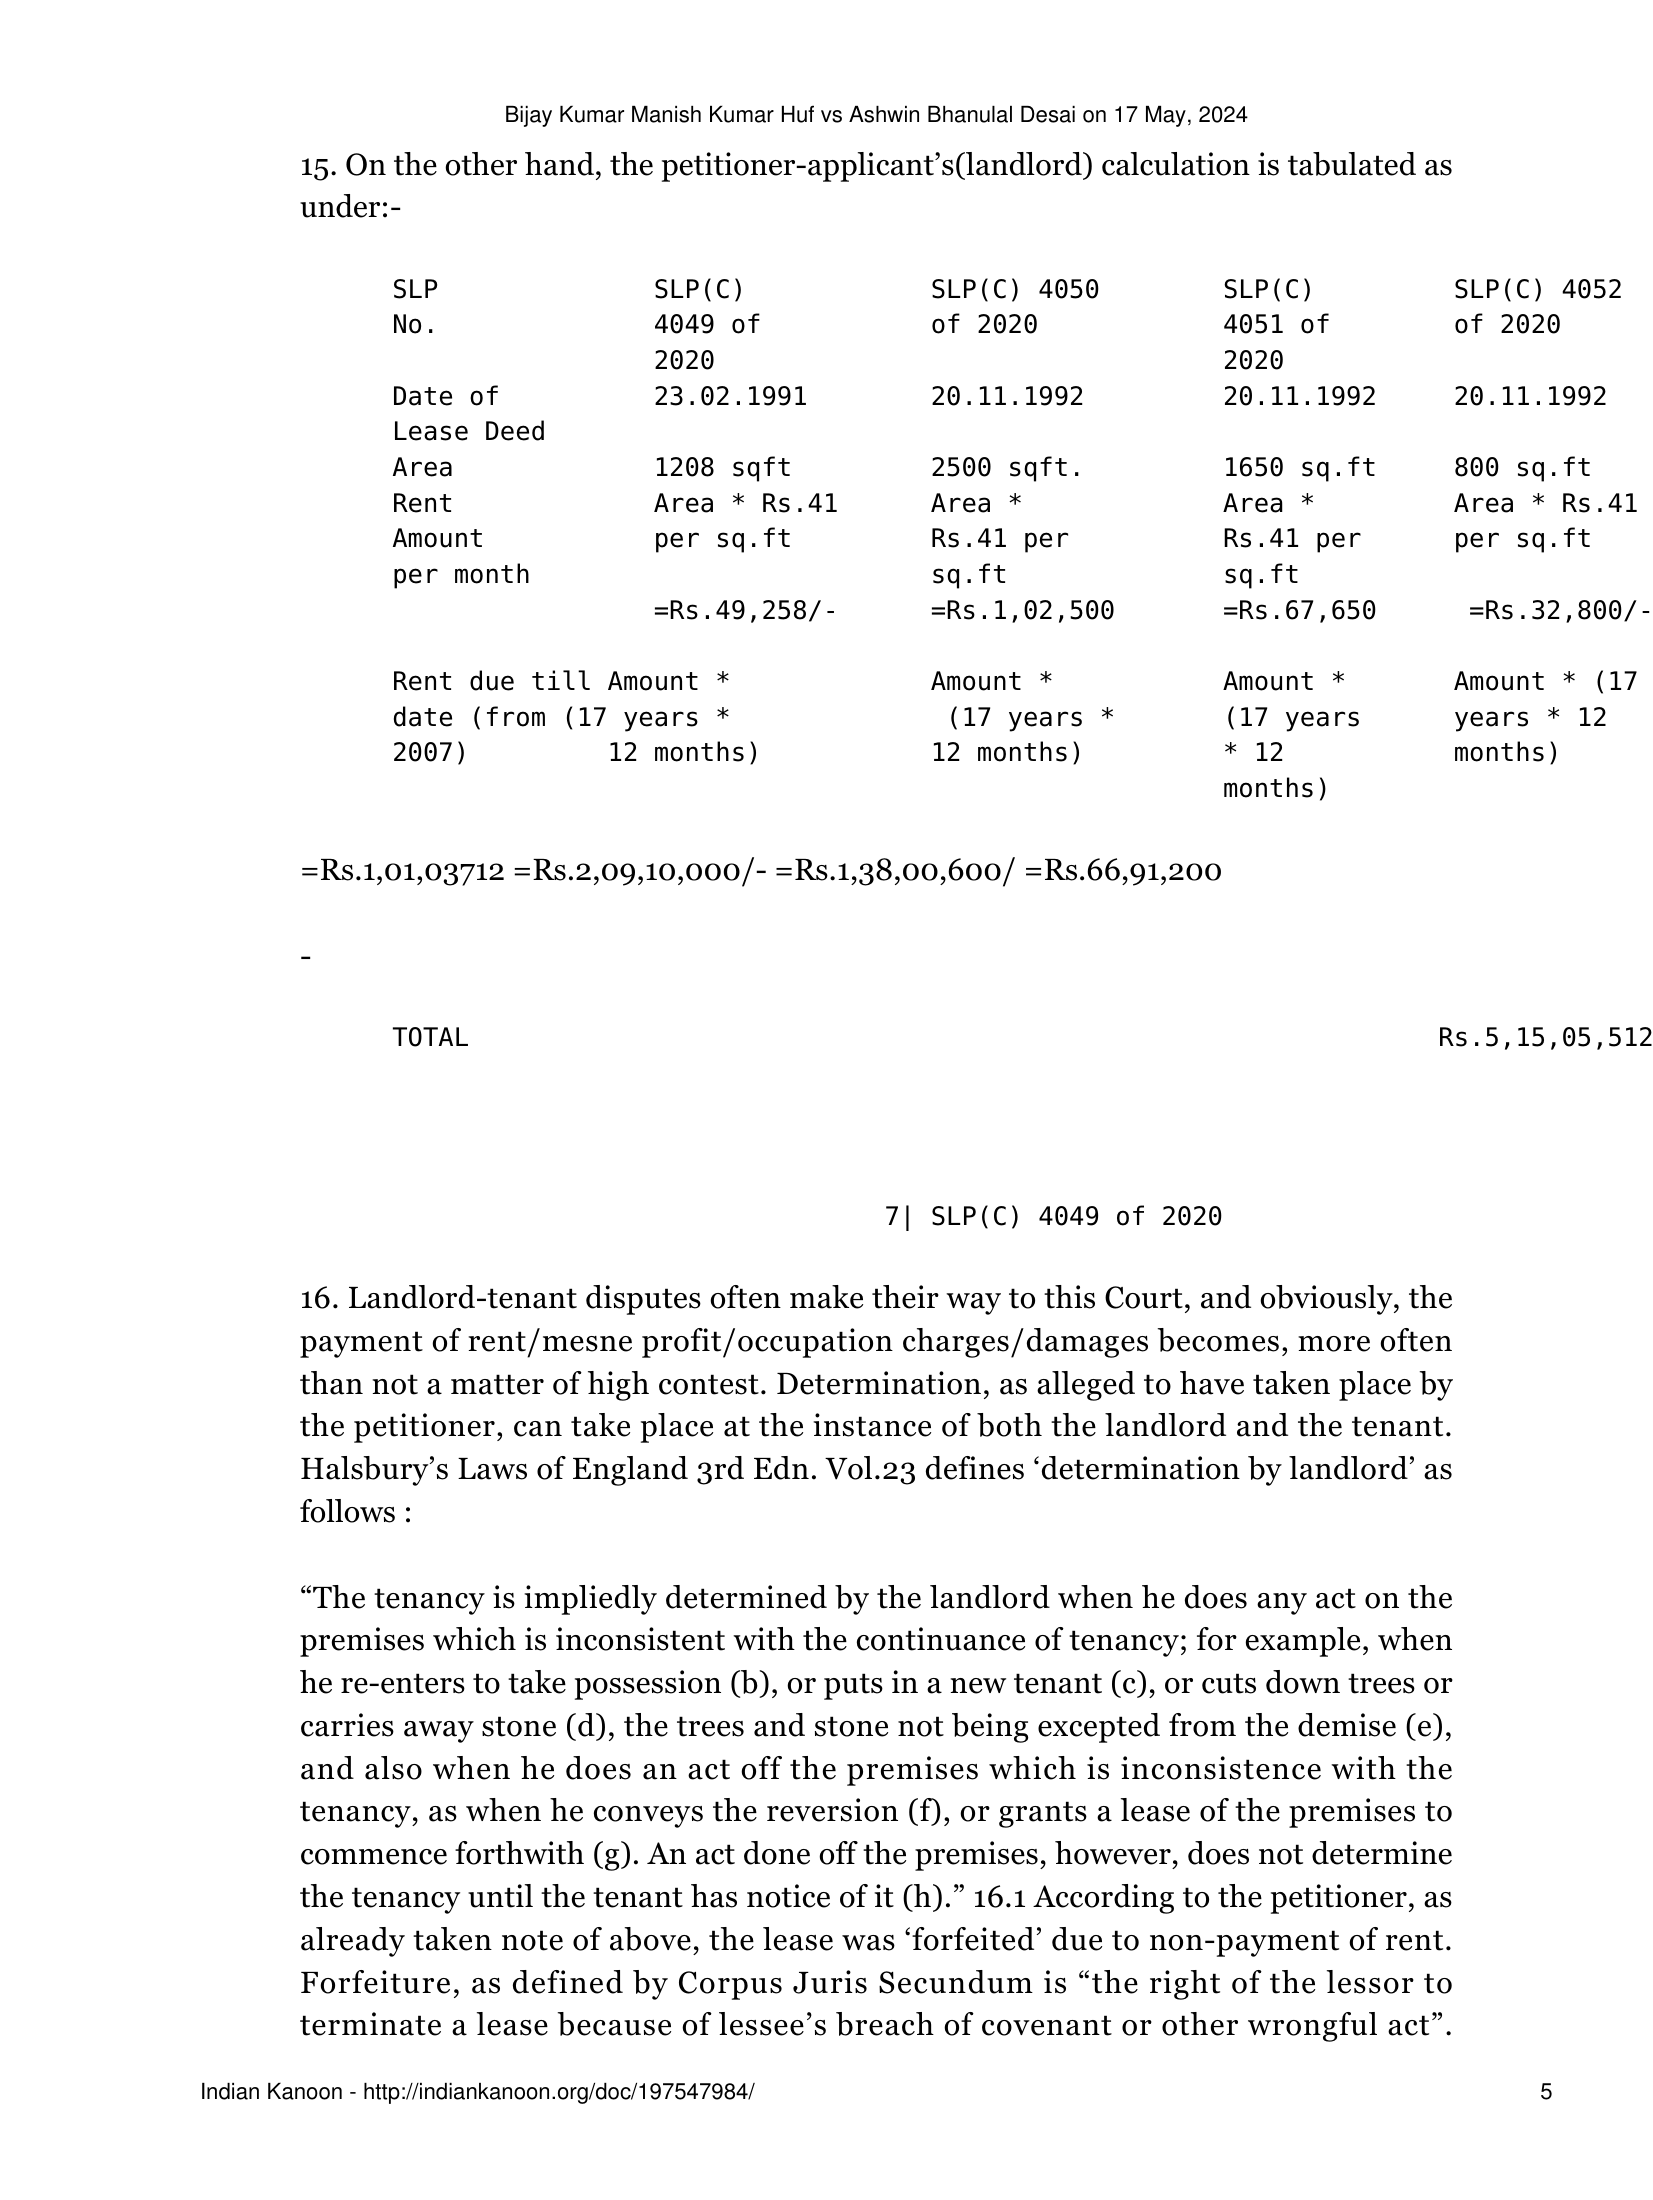 Bijay Kumar Manish Kumar Huf vs Ashwin Bhanulal Desai on 17 May, 2024
15. On the other hand, the petitioner-applicant’s(landlord) calculation is tabulated as
under:-
SLP SLP(C) SLP(C) 4050 SLP(C) SLP(C) 4052
No. 4049 of of 2020 4051 of of 2020
2020 2020
Date of 23.02.1991 20.11.1992 20.11.1992 20.11.1992
Lease Deed
Area 1208 sqft 2500 sqft. 1650 sq.ft 800 sq.ft
Rent Area * Rs.41 Area * Area * Area * Rs.41
Amount per sq.ft Rs.41 per Rs.41 per per sq.ft
per month sq.ft sq.ft
=Rs.49,258/- =Rs.1,02,500 =Rs.67,650 =Rs.32,800/-
Rent due till Amount * Amount * Amount * Amount * (17
date (from (17 years * (17 years * (17 years years * 12
2007) 12 months) 12 months) * 12 months)
months)
=Rs.1,01,03712 =Rs.2,09,10,000/- =Rs.1,38,00,600/ =Rs.66,91,200
-
TOTAL Rs.5,15,05,512
7| SLP(C) 4049 of 2020
16. Landlord-tenant disputes often make their way to this Court, and obviously, the
payment of rent/mesne profit/occupation charges/damages becomes, more often
than not a matter of high contest. Determination, as alleged to have taken place by
the petitioner, can take place at the instance of both the landlord and the tenant.
Halsbury’s Laws of England 3rd Edn. Vol.23 defines ‘determination by landlord’ as
follows :
“The tenancy is impliedly determined by the landlord when he does any act on the
premises which is inconsistent with the continuance of tenancy; for example, when
he re-enters to take possession (b), or puts in a new tenant (c), or cuts down trees or
carries away stone (d), the trees and stone not being excepted from the demise (e),
and also when he does an act off the premises which is inconsistence with the
tenancy, as when he conveys the reversion (f), or grants a lease of the premises to
commence forthwith (g). An act done off the premises, however, does not determine
the tenancy until the tenant has notice of it (h).” 16.1 According to the petitioner, as
already taken note of above, the lease was ‘forfeited’ due to non-payment of rent.
Forfeiture, as defined by Corpus Juris Secundum is “the right of the lessor to
terminate a lease because of lessee’s breach of covenant or other wrongful act”.
Indian Kanoon - http://indiankanoon.org/doc/197547984/ 5